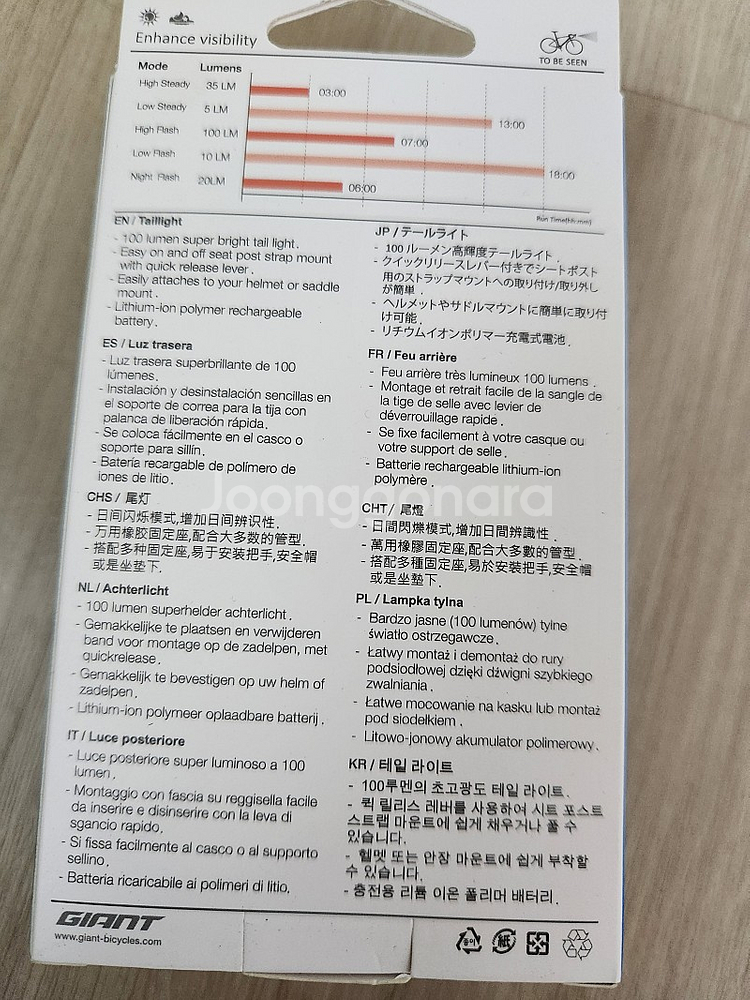 Enhance visibility
TO BE SEEN
Mode Lumens
High Steady 35 LM 03:00
Low Steady 5 LM 13:00
High Flash 100 LM 07:00
Low Flash 10 LM 18:00
Night Flash 20LM 06:00
Run Time(Hr:min)
EN / Taillight
- 100 lumen super bright tail light.
- Easy on and off seat post strap mount
with quick release lever .
- Easily attaches to your helmet or saddle
mount .
- Lithium-ion polymer rechargeable
battery.
ES / Luz trasera
- Luz trasera superbrillante de 100
lúmenes.
- Instalación y desinstalación sencillas en
el soporte de correa para la tija con
palanca de liberación rápida.
- Se coloca fácilmente en el casco o
soporte para sillín.
- Batería recargable de polímero de
iones de litio.
CHS / 尾灯
- 日间闪烁模式,增加日间辨识性.
- 万用橡胶固定座,配合大多数的管型.
- 搭配多种固定座,易于安装把手,安全帽
或是坐垫下.
NL / Achterlicht
- 100 lumen superhelder achterlicht .
- Gemakkelijke te plaatsen en verwijderen
band voor montage op de zadelpen, met
quickrelease.
- Gemakkelijk te bevestigen op uw helm of
zadelpen.
- Lithium-ion polymeer oplaadbare batterij .
IT / Luce posteriore
- Luce posteriore super luminoso a 100
lumen.
- Montaggio con fascia su reggisella facile
da inserire e disinserire con la leva di
sgancio rapido.
- Si fissa facilmente al casco o al supporto
sellino.
- Batteria ricaricabile ai polimeri di litio.
JP / テールライト
- 100 ルーメン高輝度テールライト .
- クイックリリースレバー付きでシートポスト
用のストラップマウントへの取り付け/取り外し
が簡単 .
- ヘルメットやサドルマウントに簡単に取り付
け可能 .
- リチウムイオンポリマー充電式電池 .
FR / Feu arrière
- Feu arrière très lumineux 100 lumens .
- Montage et retrait facile de la sangle de
la tige de selle avec levier de
déverrouillage rapide .
- Se fixe facilement à votre casque ou
votre support de selle .
- Batterie rechargeable lithium-ion
polymère .
CHT / 尾燈
- 日間閃爍模式,增加日間辨識性 .
- 萬用橡膠固定座,配合大多數的管型 .
- 搭配多種固定座,易於安裝把手,安全帽
或是坐墊下 .
PL / Lampka tylna
- Bardzo jasne (100 lumenów) tylne
światło ostrzegawcze.
- Łatwy montaż i demontaż do rury
podsiodłowej dzięki dźwigni szybkiego
zwalniania .
- Łatwe mocowanie na kasku lub montaż
pod siodełkiem .
- Litowo-jonowy akumulator polimerowy.
KR / 테일 라이트
- 100루멘의 초고광도 테일 라이트.
- 퀵 릴리스 레버를 사용하여 시트 포스트
스트랩 마운트에 쉽게 채우거나 풀 수
있습니다.
- 헬멧 또는 안장 마운트에 쉽게 부착할
수 있습니다.
- 충전용 리튬 이온 폴리머 배터리.
Joonggonara
GIANT
www.giant-bicycles.com
종이
紙